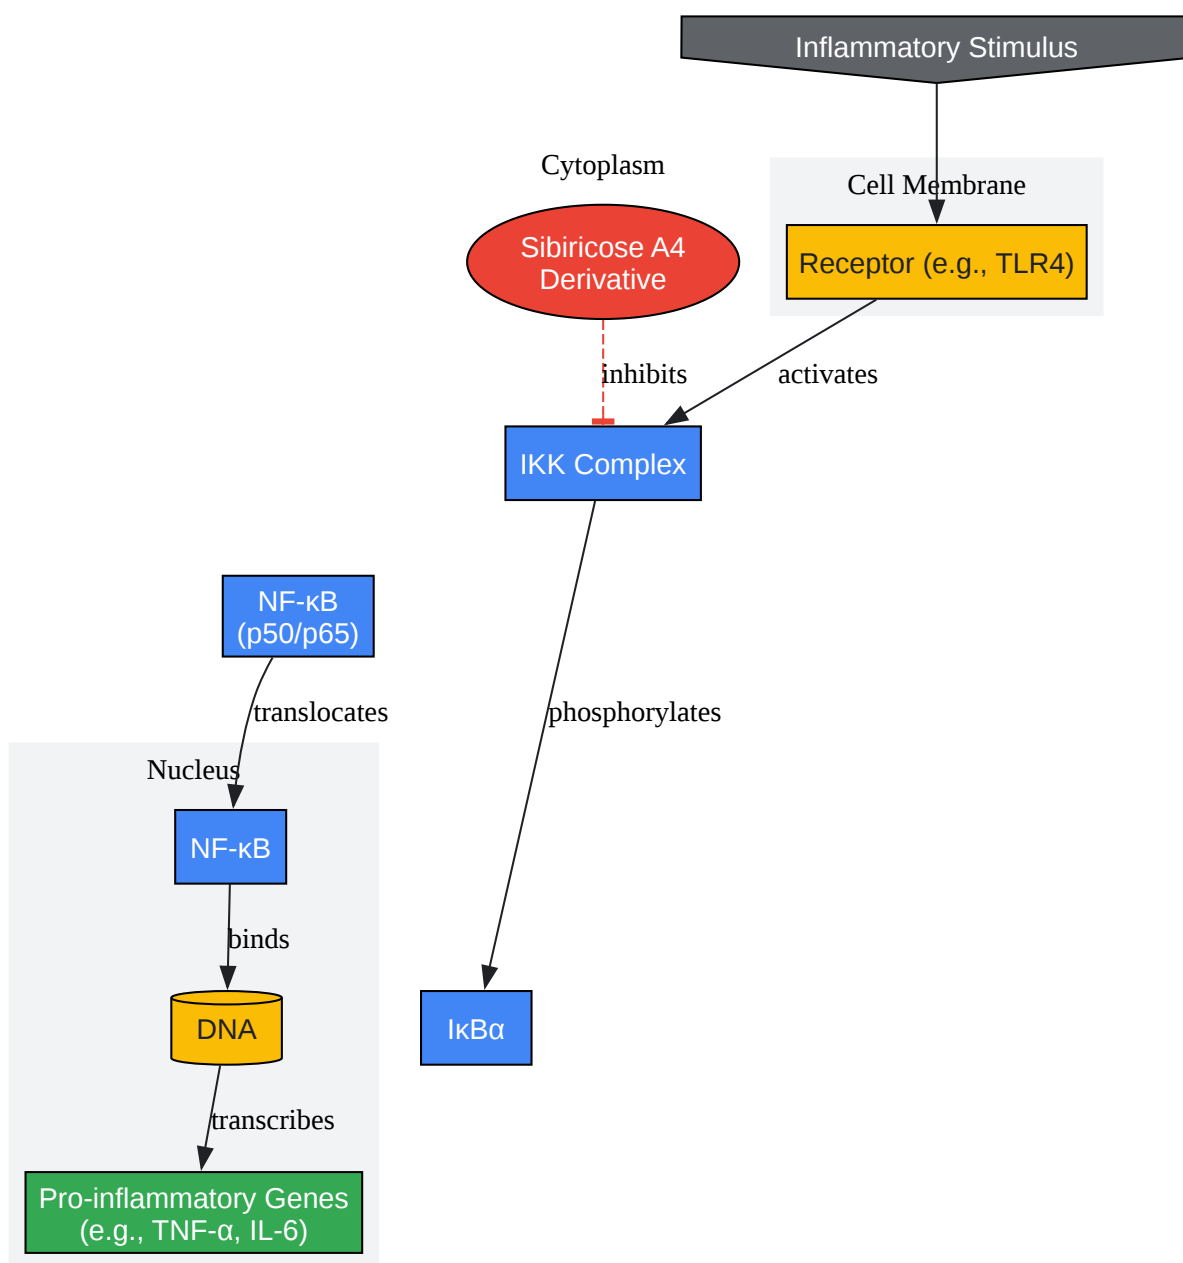 Inflammatory Stimulus
Cytoplasm
Cell Membrane
Sibiricose A4
Derivative
Receptor (e.g., TLR4)
inhibits
activates
IKK Complex
NF-κB
(p50/p65)
translocates
phosphorylates
Nucleus
NF-κB
binds
DNA
IκBα
transcribes
Pro-inflammatory Genes
(e.g., TNF-α, IL-6)